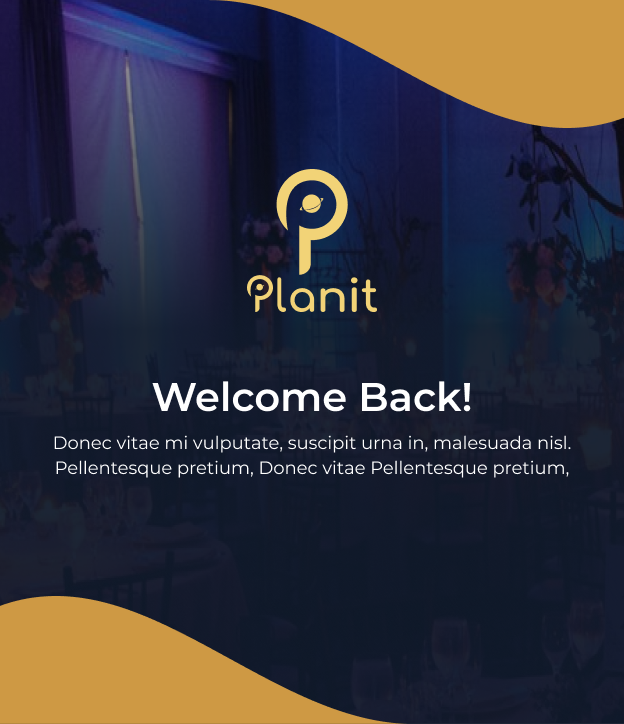 Planit
Welcome Back!
Donec vitae mi vulputate, suscipit urna in, malesuada nisl.
Pellentesque pretium, Donec vitae Pellentesque pretium,